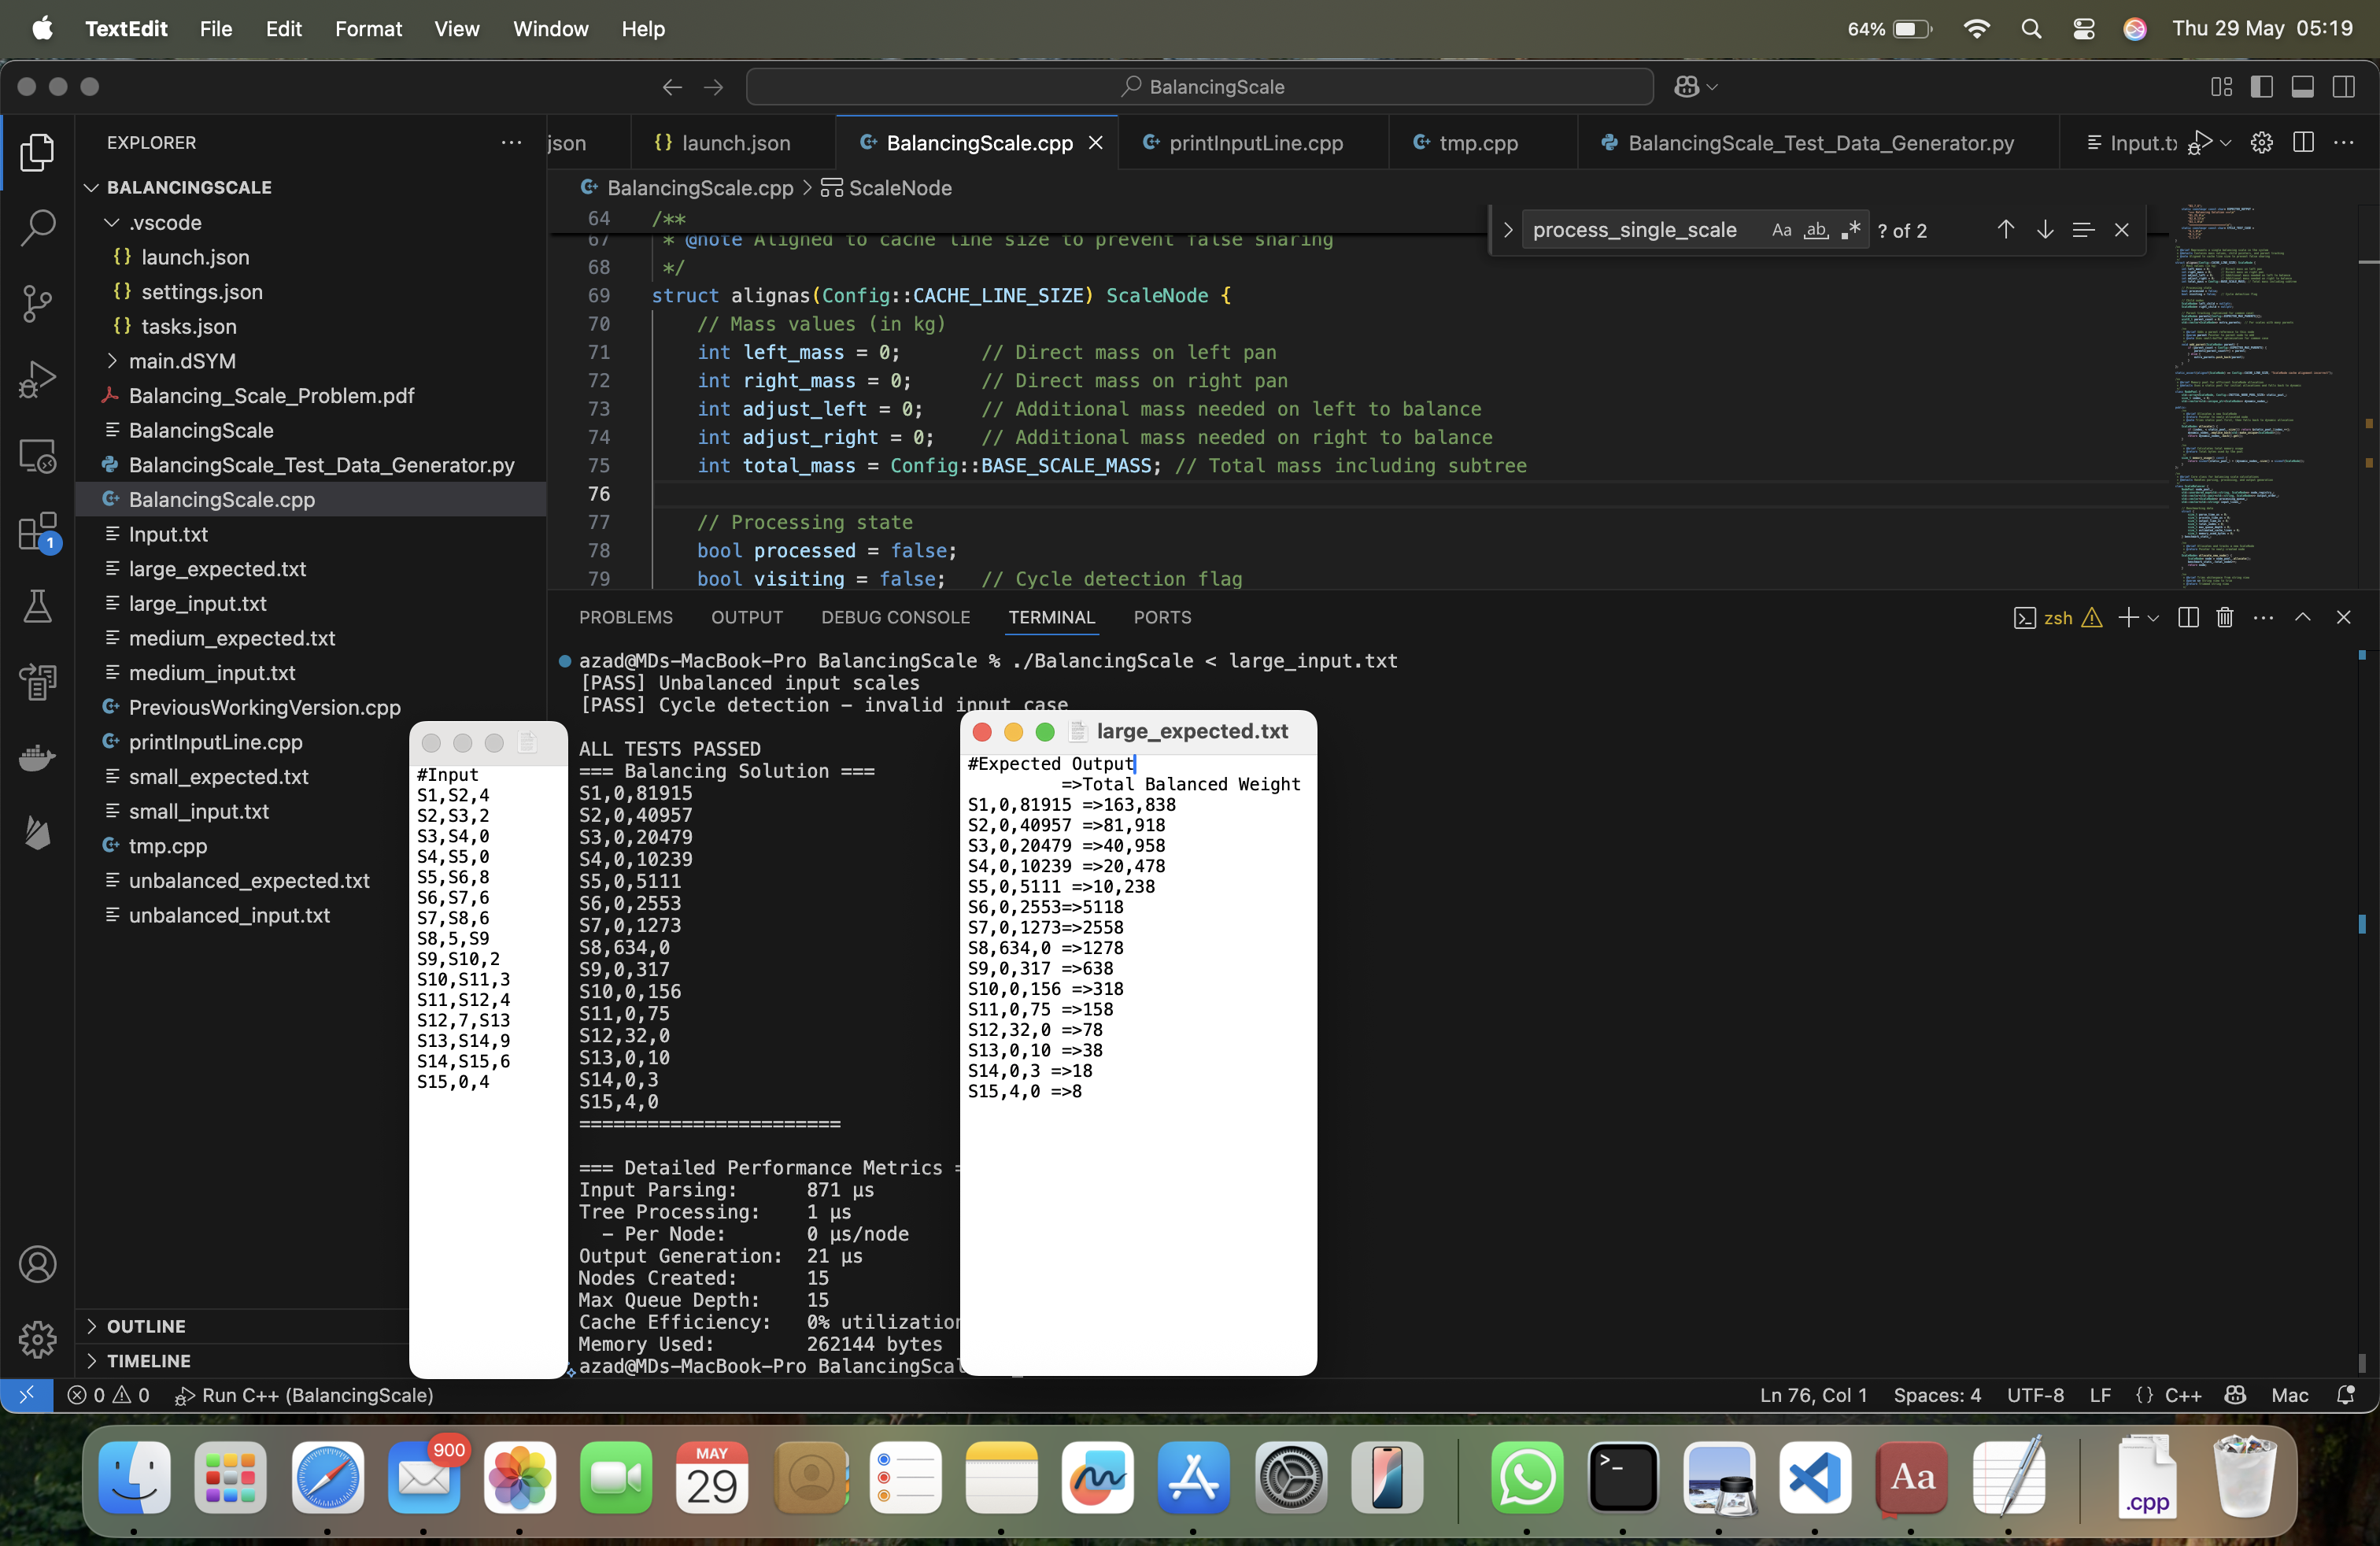 TextEdit File Edit Format View Window Help
64% Thu 29 May 05:19
BalancingScale
EXPLORER
BALANCINGSCALE
.vscode
{} launch.json
{} settings.json
{} tasks.json
main.dSYM
Balancing_Scale_Problem.pdf
BalancingScale
BalancingScale_Test_Data_Generator.py
BalancingScale.cpp
Input.txt
large_expected.txt
large_input.txt
medium_expected.txt
medium_input.txt
PreviousWorkingVersion.cpp
printInputLine.cpp
small_expected.txt
small_input.txt
tmp.cpp
unbalanced_expected.txt
unbalanced_input.txt
OUTLINE
TIMELINE
1
json {} launch.json BalancingScale.cpp printInputLine.cpp tmp.cpp BalancingScale_Test_Data_Generator.py Input.tx
BalancingScale.cpp > ScaleNode
process_single_scale Aa ab .* ? of 2
64 /**
67 * @note Aligned to cache line size to prevent false sharing
68 */
69 struct alignas(Config::CACHE_LINE_SIZE) ScaleNode {
70 // Mass values (in kg)
71 int left_mass = 0; // Direct mass on left pan
72 int right_mass = 0; // Direct mass on right pan
73 int adjust_left = 0; // Additional mass needed on left to balance
74 int adjust_right = 0; // Additional mass needed on right to balance
75 int total_mass = Config::BASE_SCALE_MASS; // Total mass including subtree
76
77 // Processing state
78 bool processed = false;
79 bool visiting = false; // Cycle detection flag
PROBLEMS OUTPUT DEBUG CONSOLE TERMINAL PORTS
zsh
azad@MDs-MacBook-Pro BalancingScale % ./BalancingScale < large_input.txt
[PASS] Unbalanced input scales
[PASS] Cycle detection - invalid input case
ALL TESTS PASSED
=== Balancing Solution ===
S1,0,81915
S2,0,40957
S3,0,20479
S4,0,10239
S5,0,5111
S6,0,2553
S7,0,1273
S8,634,0
S9,0,317
S10,0,156
S11,0,75
S12,32,0
S13,0,10
S14,0,3
S15,4,0
=======================
=== Detailed Performance Metrics =
Input Parsing: 871 µs
Tree Processing: 1 µs
- Per Node: 0 µs/node
Output Generation: 21 µs
Nodes Created: 15
Max Queue Depth: 15
Cache Efficiency: 0% utilization
Memory Used: 262144 bytes
azad@MDs-MacBook-Pro BalancingScal
#Input
S1,S2,4
S2,S3,2
S3,S4,0
S4,S5,0
S5,S6,8
S6,S7,6
S7,S8,6
S8,5,S9
S9,S10,2
S10,S11,3
S11,S12,4
S12,7,S13
S13,S14,9
S14,S15,6
S15,0,4
large_expected.txt
#Expected Output
=>Total Balanced Weight
S1,0,81915 =>163,838
S2,0,40957 =>81,918
S3,0,20479 =>40,958
S4,0,10239 =>20,478
S5,0,5111 =>10,238
S6,0,2553=>5118
S7,0,1273=>2558
S8,634,0 =>1278
S9,0,317 =>638
S10,0,156 =>318
S11,0,75 =>158
S12,32,0 =>78
S13,0,10 =>38
S14,0,3 =>18
S15,4,0 =>8
0 0 Run C++ (BalancingScale)
Ln 76, Col 1 Spaces: 4 UTF-8 LF {} C++ Mac
900
MAY
29
>_
Aa
.cpp